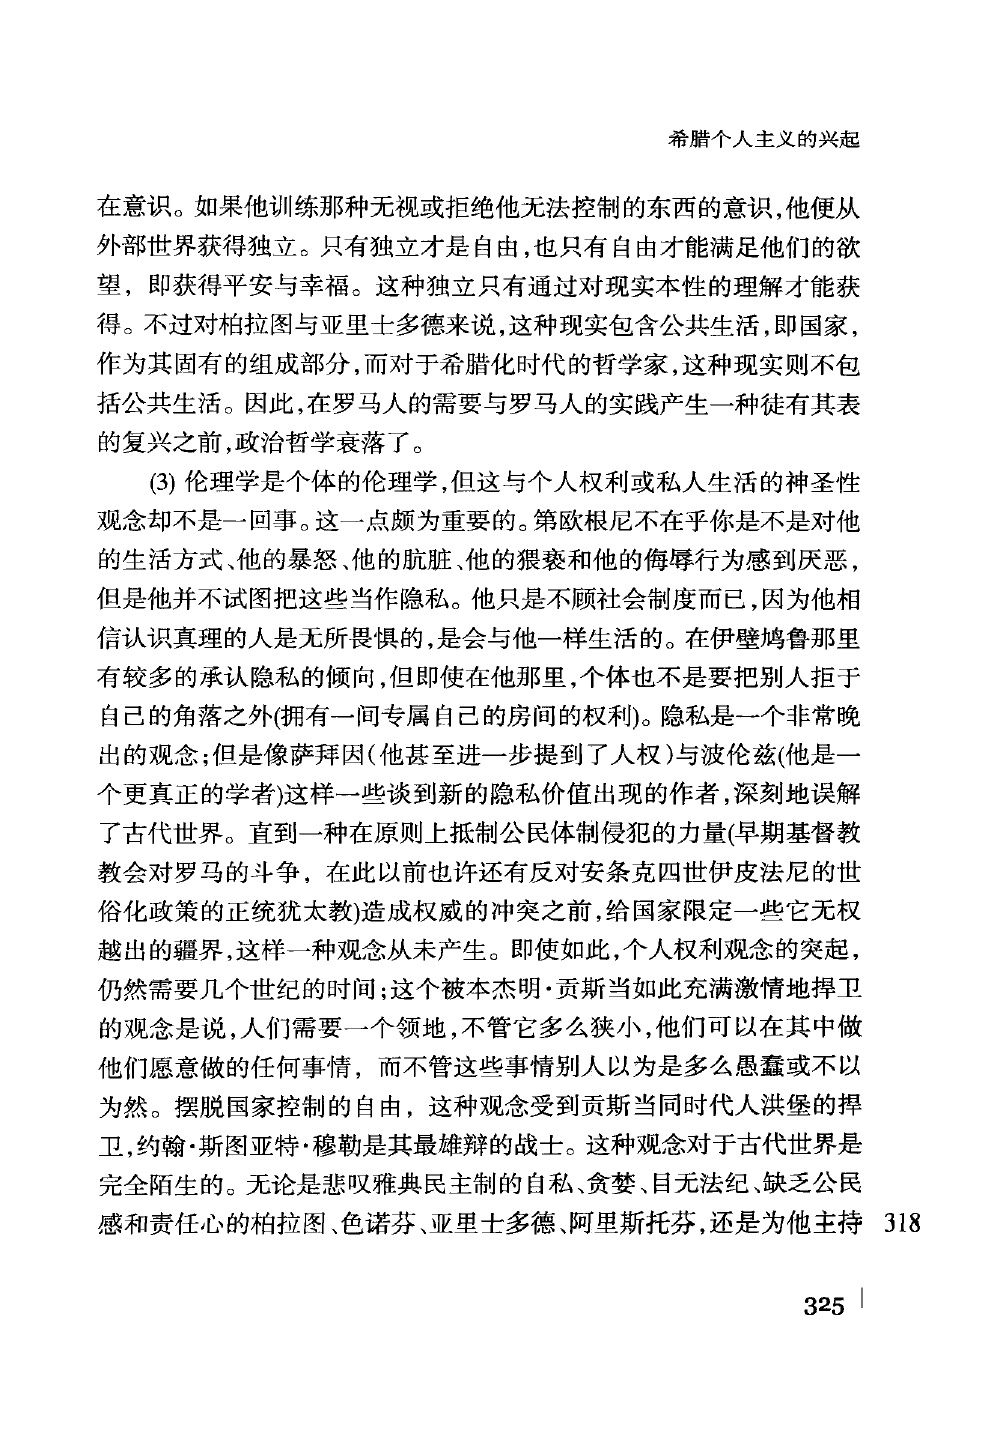 希腊个人主义的兴起
在意识。如果他训练那种无视或拒绝他无法控制的东西的意识,他便从
外部世界获得独立。只有独立才是自由,也只有自由才能满足他们的欲
望，即获得平安与幸福。这种独立只有通过对现实本性的理解才能获
得。不过对柏拉图与亚里士多德来说,这种现实包含公共生活,即国家,
作为其固有的组成部分,而对于希腊化时代的哲学家,这种现实则不包
括公共生活。因此,在罗马人的需要与罗马人的实践产生一种徒有其表
的复兴之前,政治哲学衰落了。
(3) 伦理学是个体的伦理学,但这与个人权利或私人生活的神圣性
观念却不是一回事。这一点颇为重要的。第欧根尼不在乎你是不是对他
的生活方式、他的暴怒、他的肮脏、他的猥亵和他的侮辱行为感到厌恶,
但是他并不试图把这些当作隐私。他只是不顾社会制度而已,因为他相
信认识真理的人是无所畏惧的,是会与他一样生活的。在伊壁鸠鲁那里
有较多的承认隐私的倾向,但即使在他那里,个体也不是要把别人拒于
自己的角落之外(拥有一间专属自己的房间的权利)。隐私是一个非常晚
出的观念;但是像萨拜因(他甚至进一步提到了人权)与波伦兹(他是一
个更真正的学者)这样一些谈到新的隐私价值出现的作者,深刻地误解
了古代世界。直到一种在原则上抵制公民体制侵犯的力量(早期基督教
教会对罗马的斗争，在此以前也许还有反对安条克四世伊皮法尼的世
俗化政策的正统犹太教)造成权威的冲突之前,给国家限定一些它无权
越出的疆界,这样一种观念从未产生。即使如此,个人权利观念的突起,
仍然需要几个世纪的时间;这个被本杰明·贡斯当如此充满激情地捍卫
的观念是说,人们需要一个领地,不管它多么狭小,他们可以在其中做
他们愿意做的任何事情，而不管这些事情别人以为是多么愚蠢或不以
为然。摆脱国家控制的自由，这种观念受到贡斯当同时代人洪堡的捍
卫,约翰·斯图亚特·穆勒是其最雄辩的战士。这种观念对于古代世界是
完全陌生的。无论是悲叹雅典民主制的自私、贪婪、目无法纪、缺乏公民
感和责任心的柏拉图、色诺芬、亚里士多德、阿里斯托芬,还是为他主持 318
325